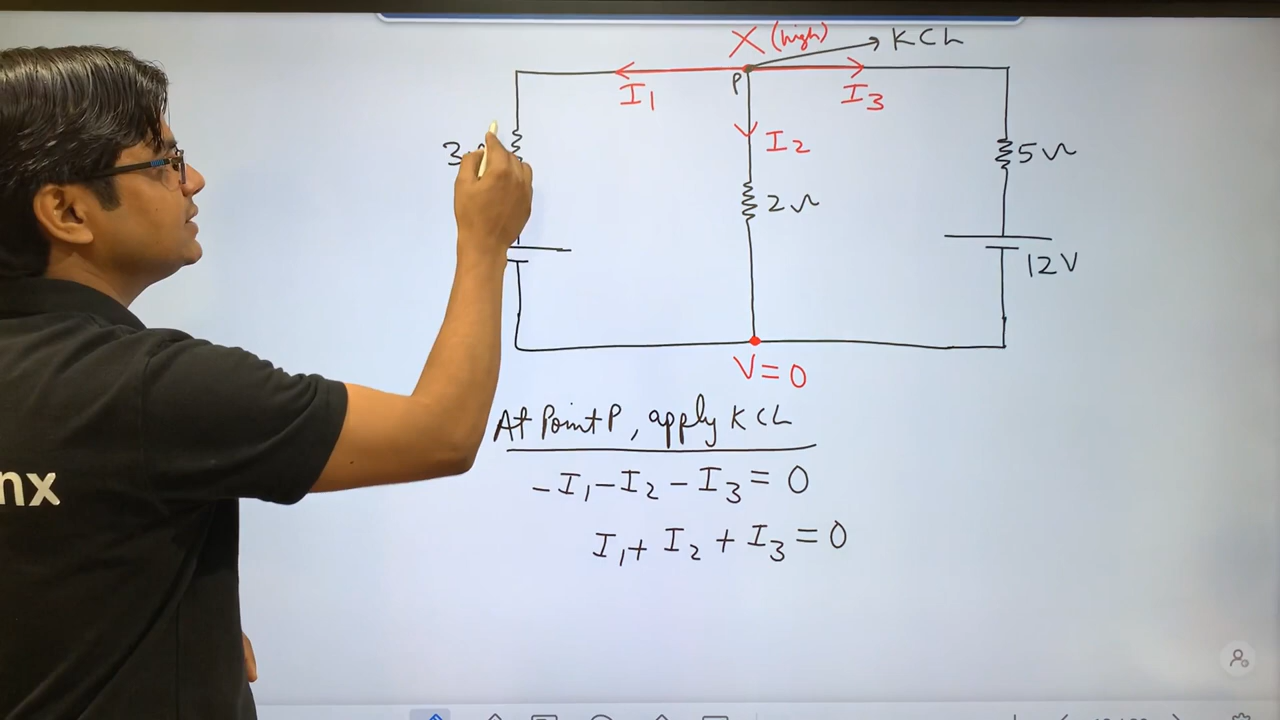 X (high)
KCL
P
I1
I3
I2
3
5Ω
2Ω
12V
V=0
At Point P, apply KCL
-I1-I2-I3=0
I1+I2+I3=0
nx